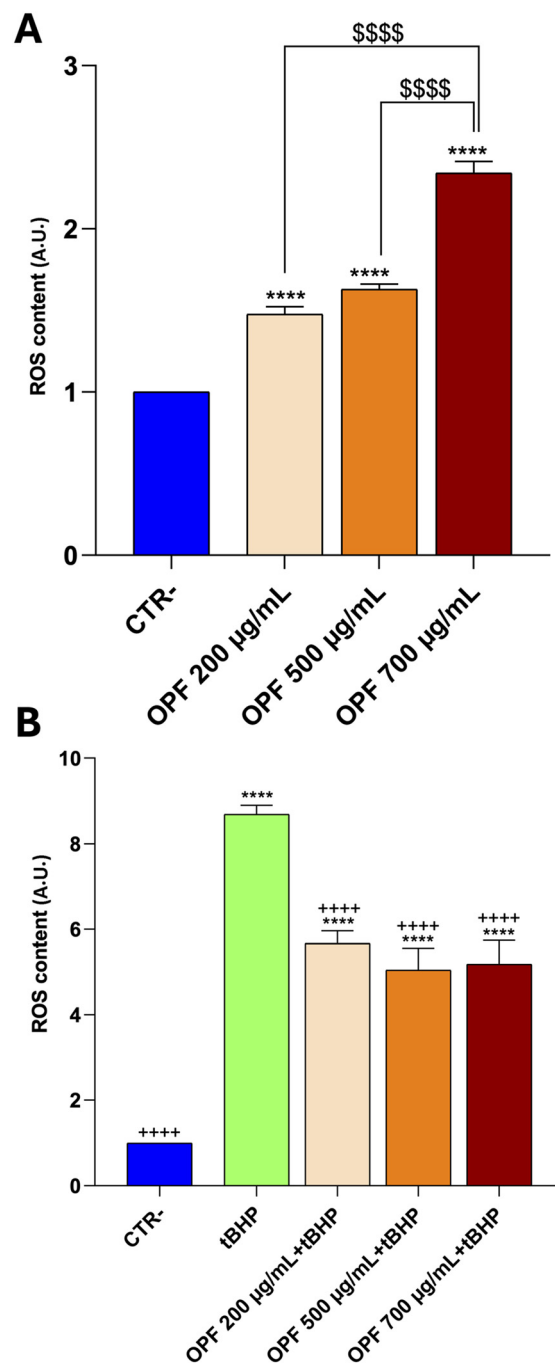 A
$$$$
$$$$
****
****
****
3
2
1
0
ROS content (A.U.)
CTR-
OPF 200 µg/mL
OPF 500 µg/mL
OPF 700 µg/mL
B
10
8
6
4
2
0
ROS content (A.U.)
****
++++
****
++++
****
++++
****
++++
CTR-
tBHP
OPF 200 µg/mL+tBHP
OPF 500 µg/mL+tBHP
OPF 700 µg/mL+tBHP